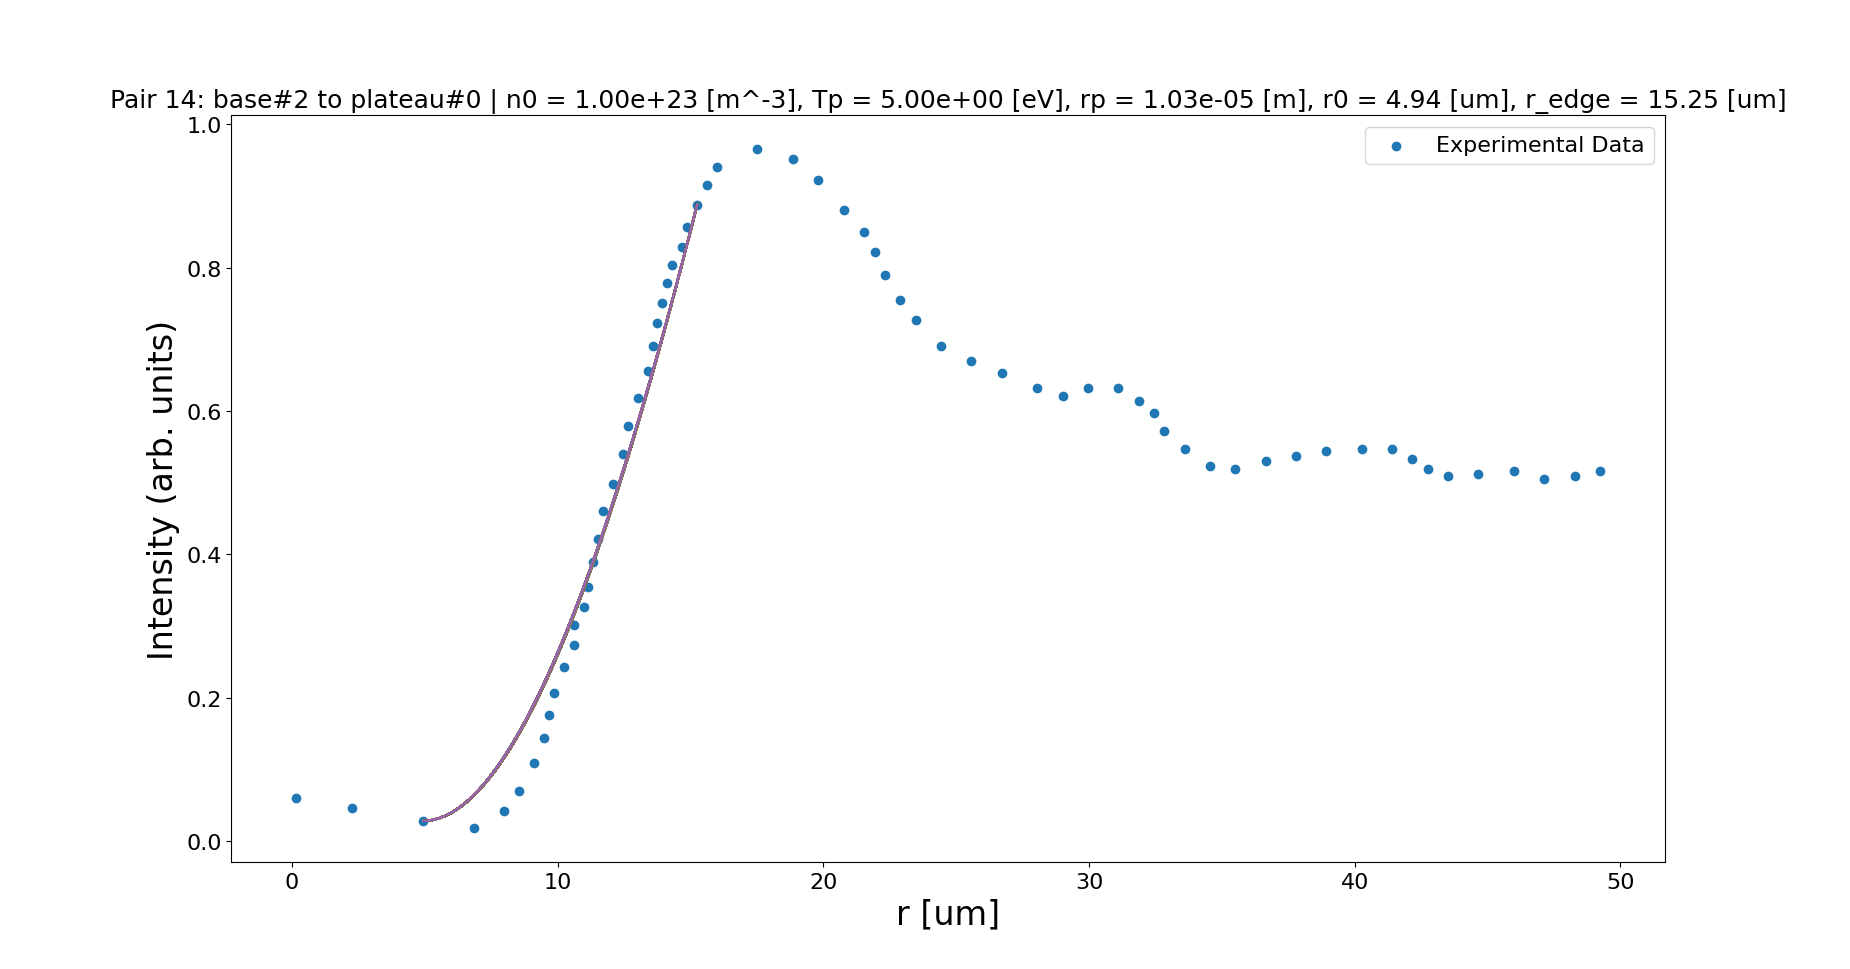 Pair 14: base#2 to plateau#0 | n0 = 1.00e+23 [m^-3], Tp = 5.00e+00 [eV], rp = 1.03e-05 [m], r0 = 4.94 [um], r_edge = 15.25 [um]
Experimental Data
Intensity (arb. units)
1.0
0.8
0.6
0.4
0.2
0.0
0 10 20 30 40 50
r [um]